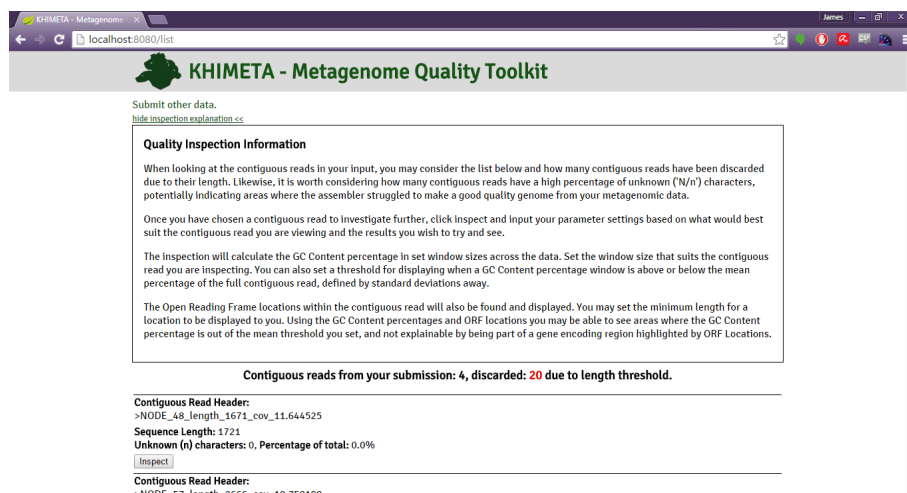 KHIMETA - Metagenome
James
localhost:8080/list
KHIMETA - Metagenome Quality Toolkit
Submit other data.
hide inspection explanation <<
Quality Inspection Information
When looking at the contiguous reads in your input, you may consider the list below and how many contiguous reads have been discarded
due to their length. Likewise, it is worth considering how many contiguous reads have a high percentage of unknown ('N/n') characters,
potentially indicating areas where the assembler struggled to make a good quality genome from your metagenomic data.
Once you have chosen a contiguous read to investigate further, click inspect and input your parameter settings based on what would best
suit the contiguous read you are viewing and the results you wish to try and see.
The inspection will calculate the GC Content percentage in set window sizes across the data. Set the window size that suits the contiguous
read you are inspecting. You can also set a threshold for displaying when a GC Content percentage window is above or below the mean
percentage of the full contiguous read, defined by standard deviations away.
The Open Reading Frame locations within the contiguous read will also be found and displayed. You may set the minimum length for a
location to be displayed to you. Using the GC Content percentages and ORF locations you may be able to see areas where the GC Content
percentage is out of the mean threshold you set, and not explainable by being part of a gene encoding region highlighted by ORF Locations.
Contiguous reads from your submission: 4, discarded: 20 due to length threshold.
Contiguous Read Header:
>NODE_48_length_1671_cov_11.644525
Sequence Length: 1721
Unknown (n) characters: 0, Percentage of total: 0.0%
Inspect
Contiguous Read Header: